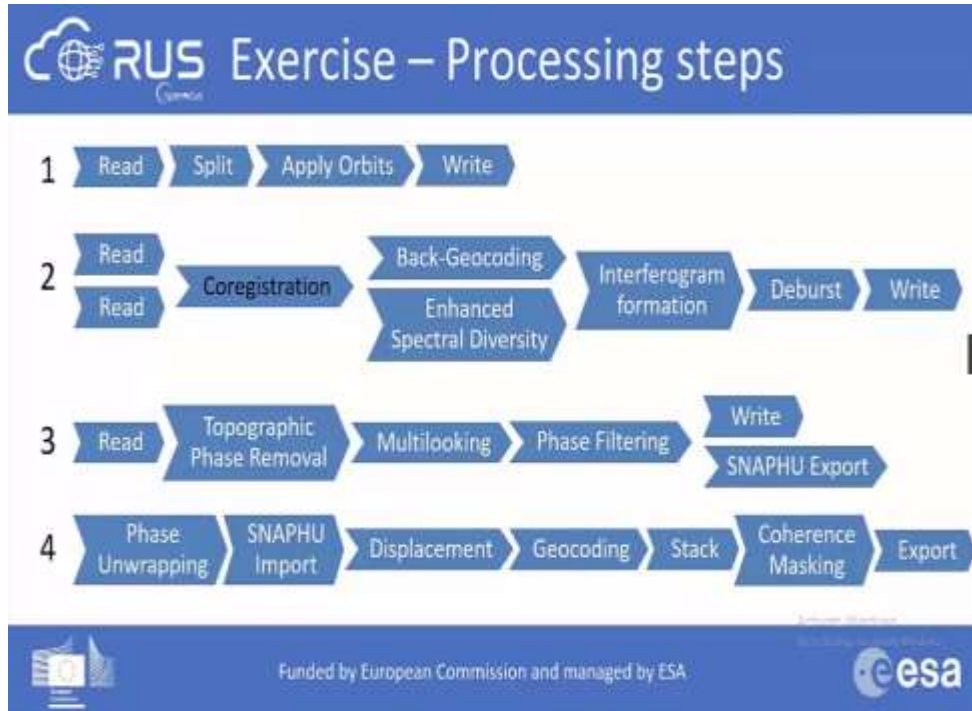 RUS
Copernicus
Exercise – Processing steps
1
Read
Split
Apply Orbits
Write
2
Read
Read
Coregistration
Back-Geocoding
Enhanced
Spectral Diversity
Interferogram
formation
Deburst
Write
3
Read
Topographic
Phase Removal
Multilooking
Phase Filtering
Write
SNAPHU Export
4
Phase
Unwrapping
SNAPHU
Import
Displacement
Geocoding
Stack
Coherence
Masking
Export
Funded by European Commission and managed by ESA
esa